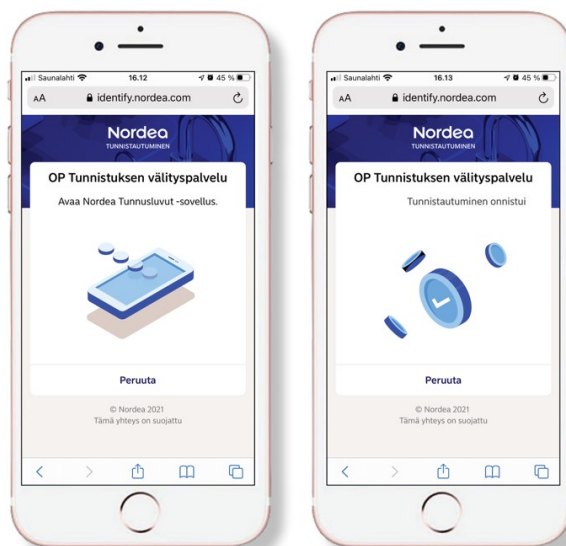 Saunalahti 16.12 45 %
AA identify.nordea.com
Nordea
TUNNISTAUTUMINEN
OP Tunnistuksen välityspalvelu
Avaa Nordea Tunnusluvut -sovellus.
Peruuta
© Nordea 2021
Tämä yhteys on suojattu
Saunalahti 16.13 45 %
AA identify.nordea.com
Nordea
TUNNISTAUTUMINEN
OP Tunnistuksen välityspalvelu
Tunnistautuminen onnistui
Peruuta
© Nordea 2021
Tämä yhteys on suojattu